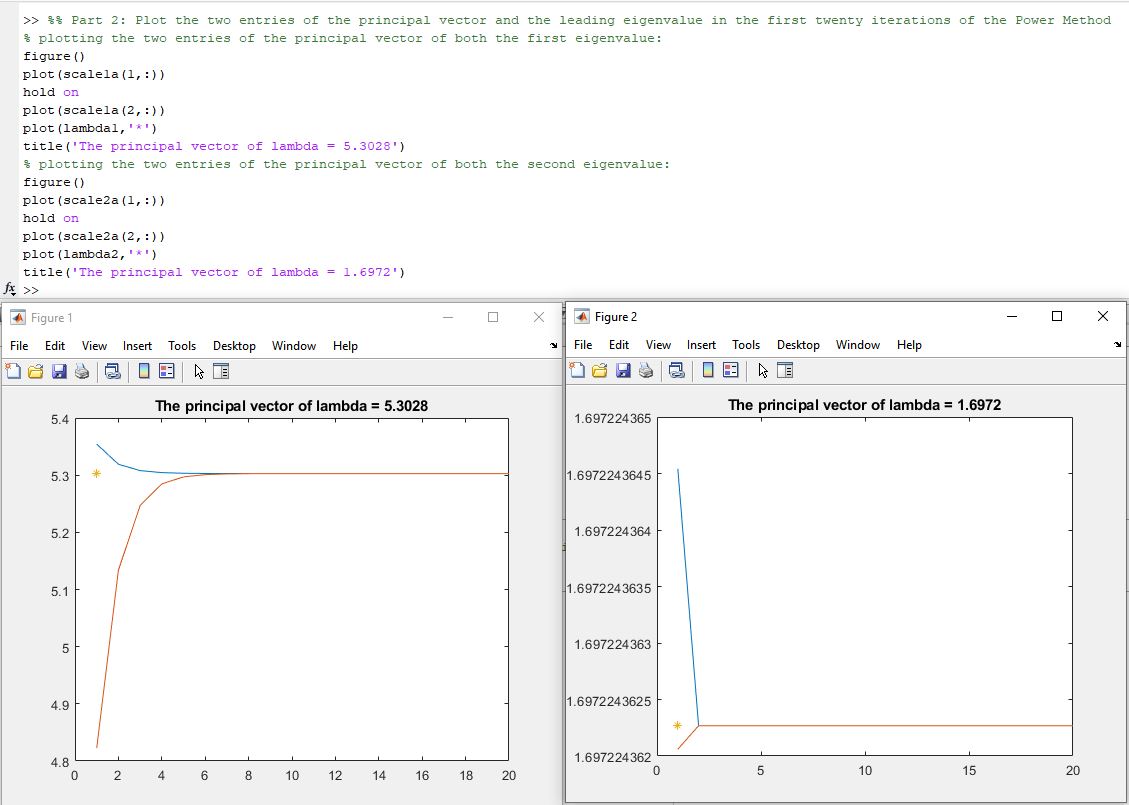 >> %% Part 2: Plot the two entries of the principal vector and the leading eigenvalue in the first twenty iterations of the Power Method
% plotting the two entries of the principal vector of both the first eigenvalue:
figure()
plot(scale1a(1,:))
hold on
plot(scale1a(2,:))
plot(lambda1,'*')
title('The principal vector of lambda = 5.3028')
% plotting the two entries of the principal vector of both the second eigenvalue:
figure()
plot(scale2a(1,:))
hold on
plot(scale2a(2,:))
plot(lambda2,'*')
title('The principal vector of lambda = 1.6972')
fx >>
Figure 1
File Edit View Insert Tools Desktop Window Help
The principal vector of lambda = 5.3028
5.4
5.3
5.2
5.1
5
4.9
4.8
0 2 4 6 8 10 12 14 16 18 20
Figure 2
File Edit View Insert Tools Desktop Window Help
The principal vector of lambda = 1.6972
1.697224365
1.6972243645
1.697224364
1.6972243635
1.697224363
1.6972243625
1.697224362
0 5 10 15 20